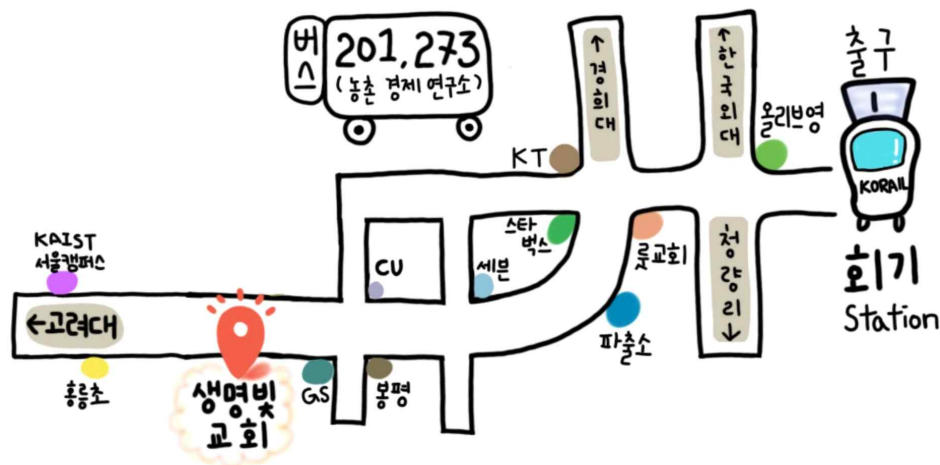 버스
201, 273
(농촌 경제 연구소)
↑경희대
↑한국외대
출구
1
올리브영
KT
KORAIL
회기
Station
스타
벅스
루교회
청량리↓
KAIST
서울캠퍼스
CU
세븐
←고려대
파출소
홍릉초
생명빛
교회
GS
봉평